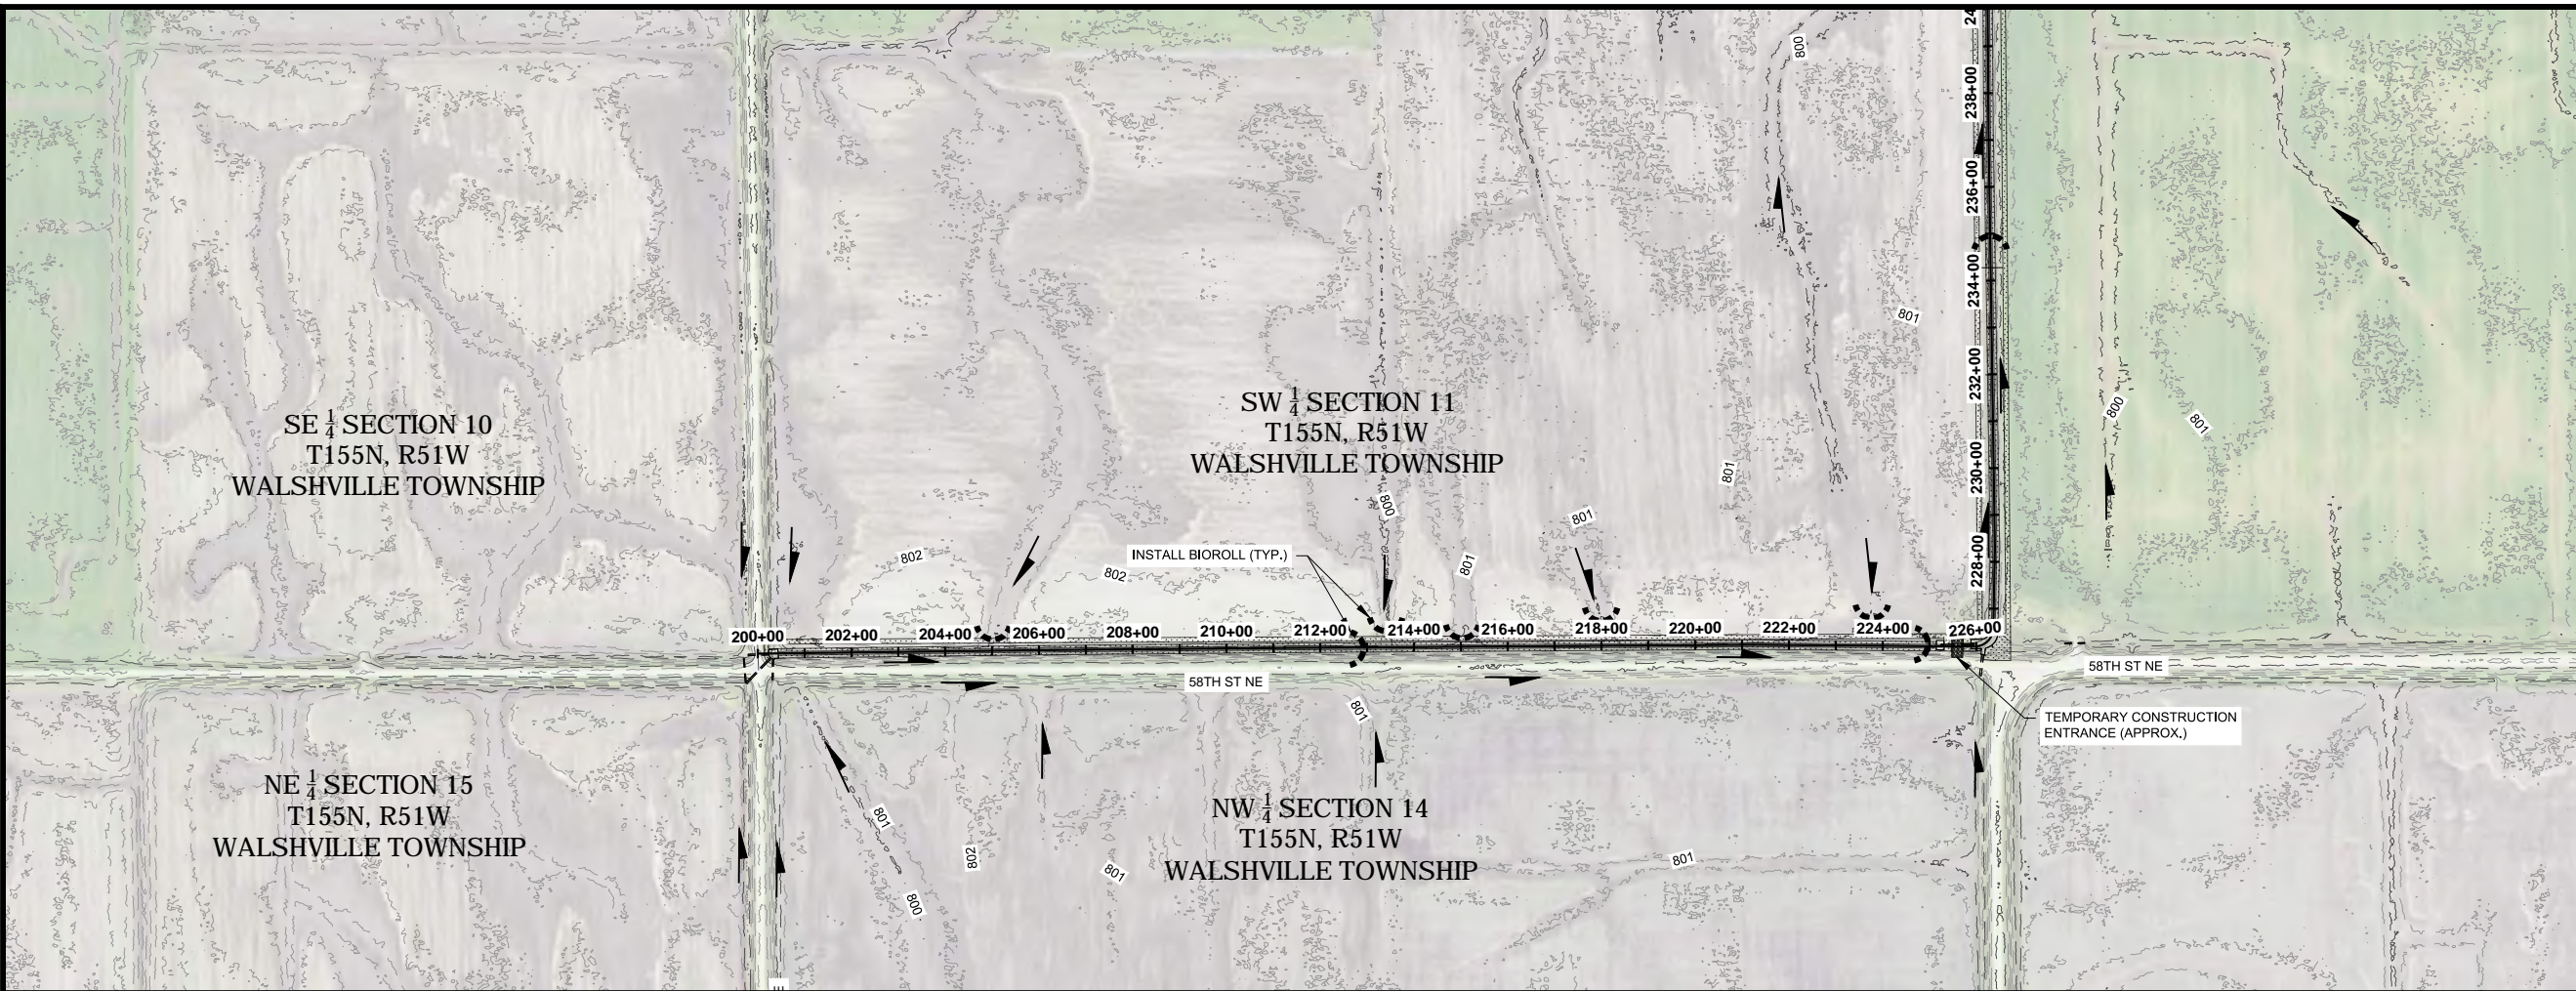 24
800
238+00
236+00
234+00
801
232+00
SE 1/4 SECTION 10
T155N, R51W
WALSHVILLE TOWNSHIP
SW 1/4 SECTION 11
T155N, R51W
WALSHVILLE TOWNSHIP
800
801
801
230+00
800
801
801
228+00
802
INSTALL BIOROLL (TYP.)
802
801
200+00
202+00
204+00
206+00
208+00
210+00
212+00
214+00
216+00
218+00
220+00
222+00
224+00
226+00
58TH ST NE
58TH ST NE
801
TEMPORARY CONSTRUCTION
ENTRANCE (APPROX.)
NE 1/4 SECTION 15
T155N, R51W
WALSHVILLE TOWNSHIP
801
802
801
800
NW 1/4 SECTION 14
T155N, R51W
WALSHVILLE TOWNSHIP
801